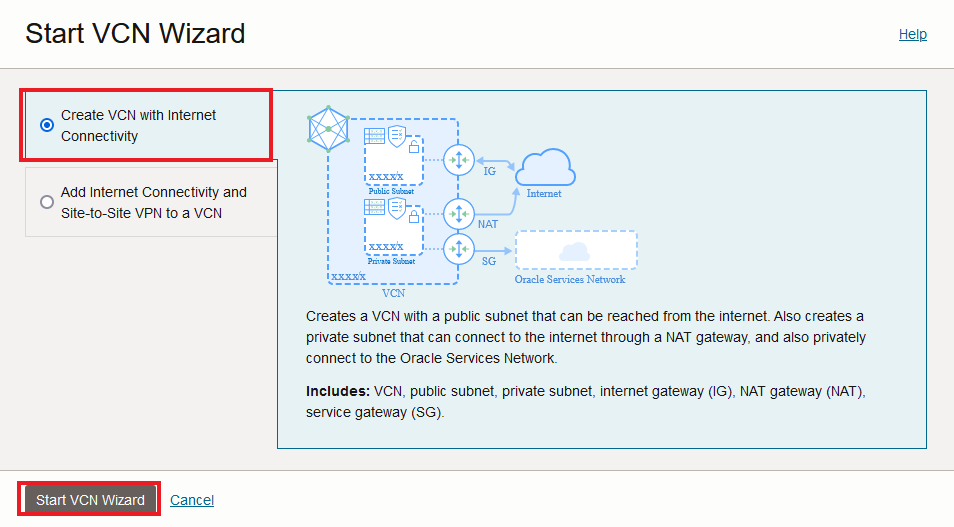 Start VCN Wizard
Help
Create VCN with Internet
Connectivity
Add Internet Connectivity and
Site-to-Site VPN to a VCN
XXXX/X
Public Subnet
XXXX/X
Private Subnet
XXXX/X
VCN
IG
NAT
SG
Internet
Oracle Services Network
Creates a VCN with a public subnet that can be reached from the internet. Also creates a
private subnet that can connect to the internet through a NAT gateway, and also privately
connect to the Oracle Services Network.
Includes: VCN, public subnet, private subnet, internet gateway (IG), NAT gateway (NAT),
service gateway (SG).
Start VCN Wizard
Cancel